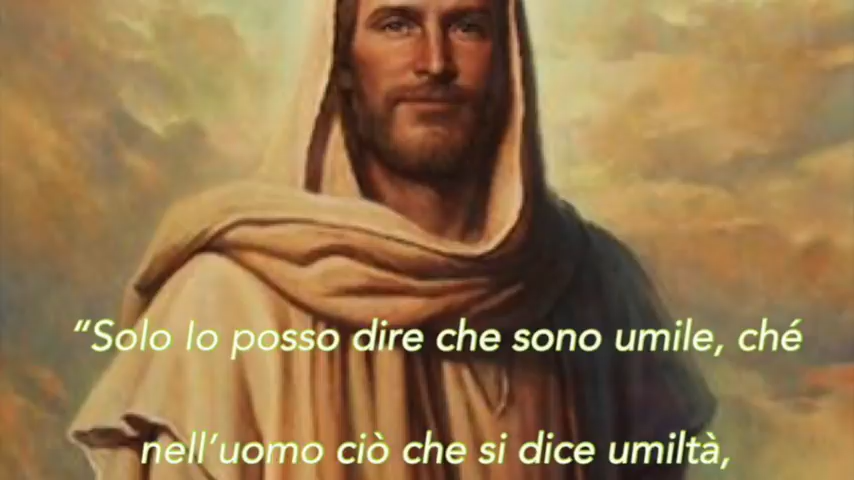 “Solo Io posso dire che sono umile, ché
nell’uomo ciò che si dice umiltà,